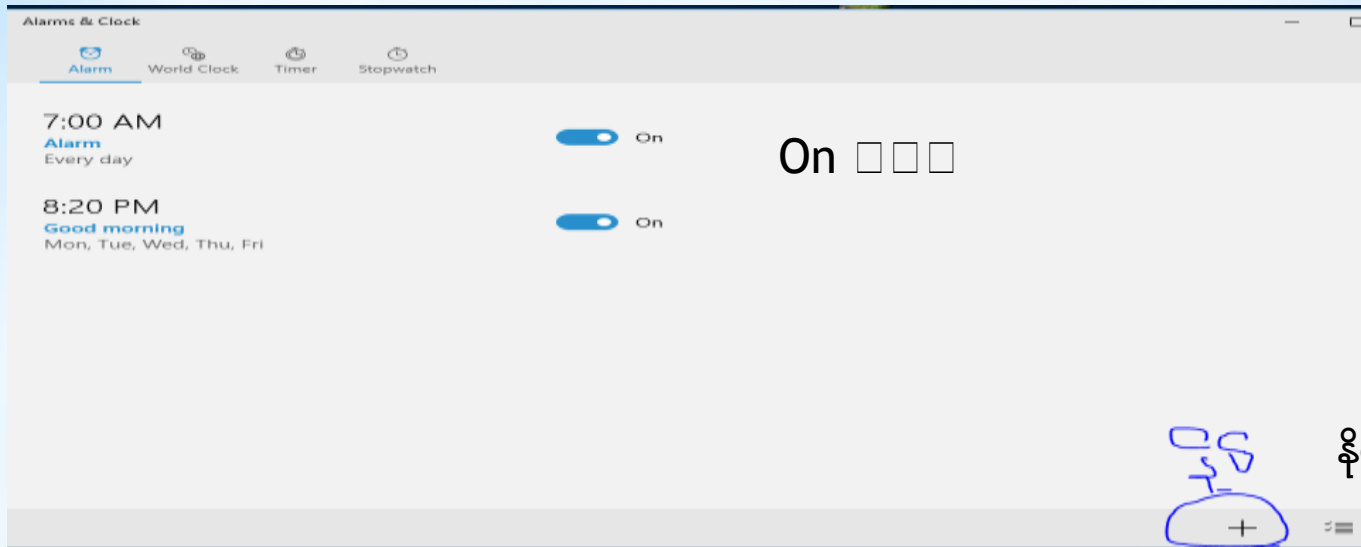 Alarms & Clock
Alarm World Clock Timer Stopwatch
7:00 AM
Alarm
Every day
On
On □□□
8:20 PM
Good morning
Mon, Tue, Wed, Thu, Fri
On